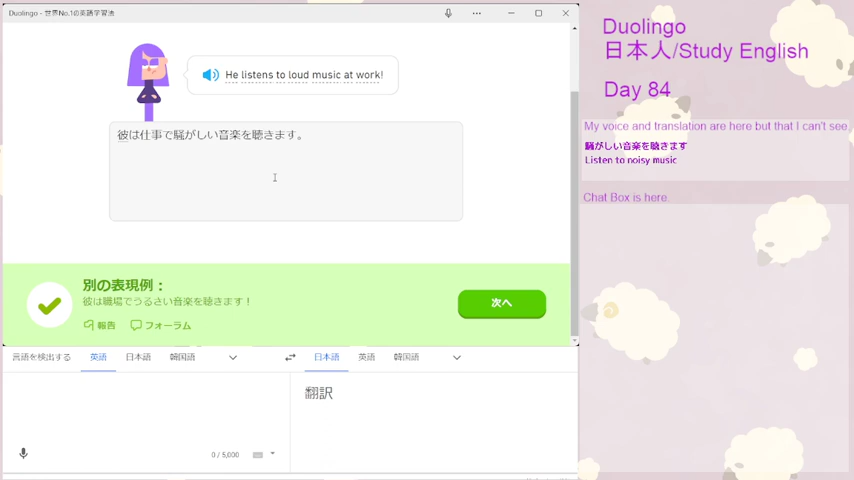 Duolingo - 世界No.1の英語学習法
He listens to loud music at work!
彼は仕事で騒がしい音楽を聴きます。
別の表現例：
彼は職場でうるさい音楽を聴きます！
報告
フォーラム
次へ
言語を検出する
英語
日本語
韓国語
日本語
英語
韓国語
翻訳
0 / 5,000
Duolingo
日本人/Study English
Day 84
My voice and translation are here but that I can't see
騒がしい音楽を聴きます
Listen to noisy music
Chat Box is here.